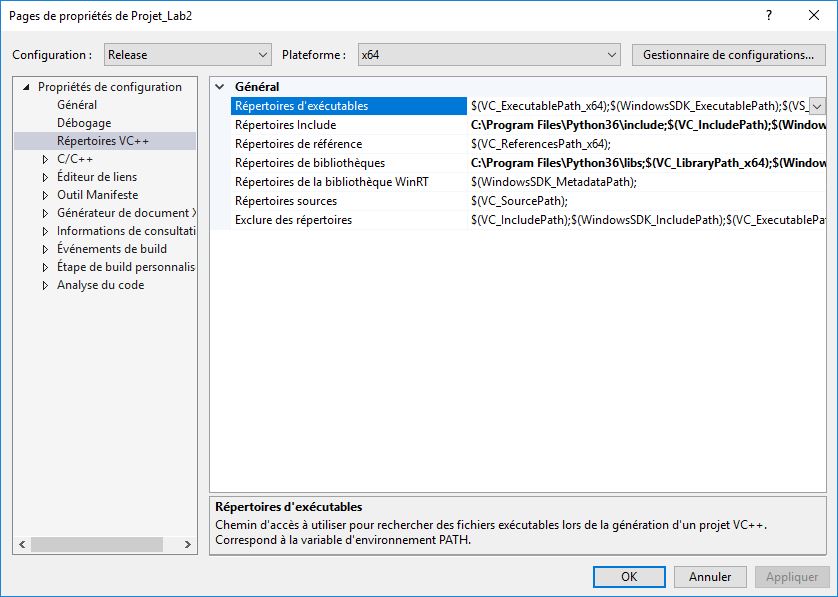 Pages de propriétés de Projet_Lab2
Configuration : Release Plateforme : x64 Gestionnaire de configurations...
Propriétés de configuration
Général
Débogage
Répertoires VC++
C/C++
Éditeur de liens
Outil Manifeste
Générateur de document X
Informations de consultati
Événements de build
Étape de build personnalis
Analyse du code
Général
Répertoires d'exécutables $(VC_ExecutablePath_x64);$(WindowsSDK_ExecutablePath);$(VS_
Répertoires Include C:\Program Files\Python36\include;$(VC_IncludePath);$(Window
Répertoires de référence $(VC_ReferencesPath_x64);
Répertoires de bibliothèques C:\Program Files\Python36\libs;$(VC_LibraryPath_x64);$(Window
Répertoires de la bibliothèque WinRT $(WindowsSDK_MetadataPath);
Répertoires sources $(VC_SourcePath);
Exclure des répertoires $(VC_IncludePath);$(WindowsSDK_IncludePath);$(VC_ExecutablePat
Répertoires d'exécutables
Chemin d'accès à utiliser pour rechercher des fichiers exécutables lors de la génération d'un projet VC++.
Correspond à la variable d'environnement PATH.
OK Annuler Appliquer